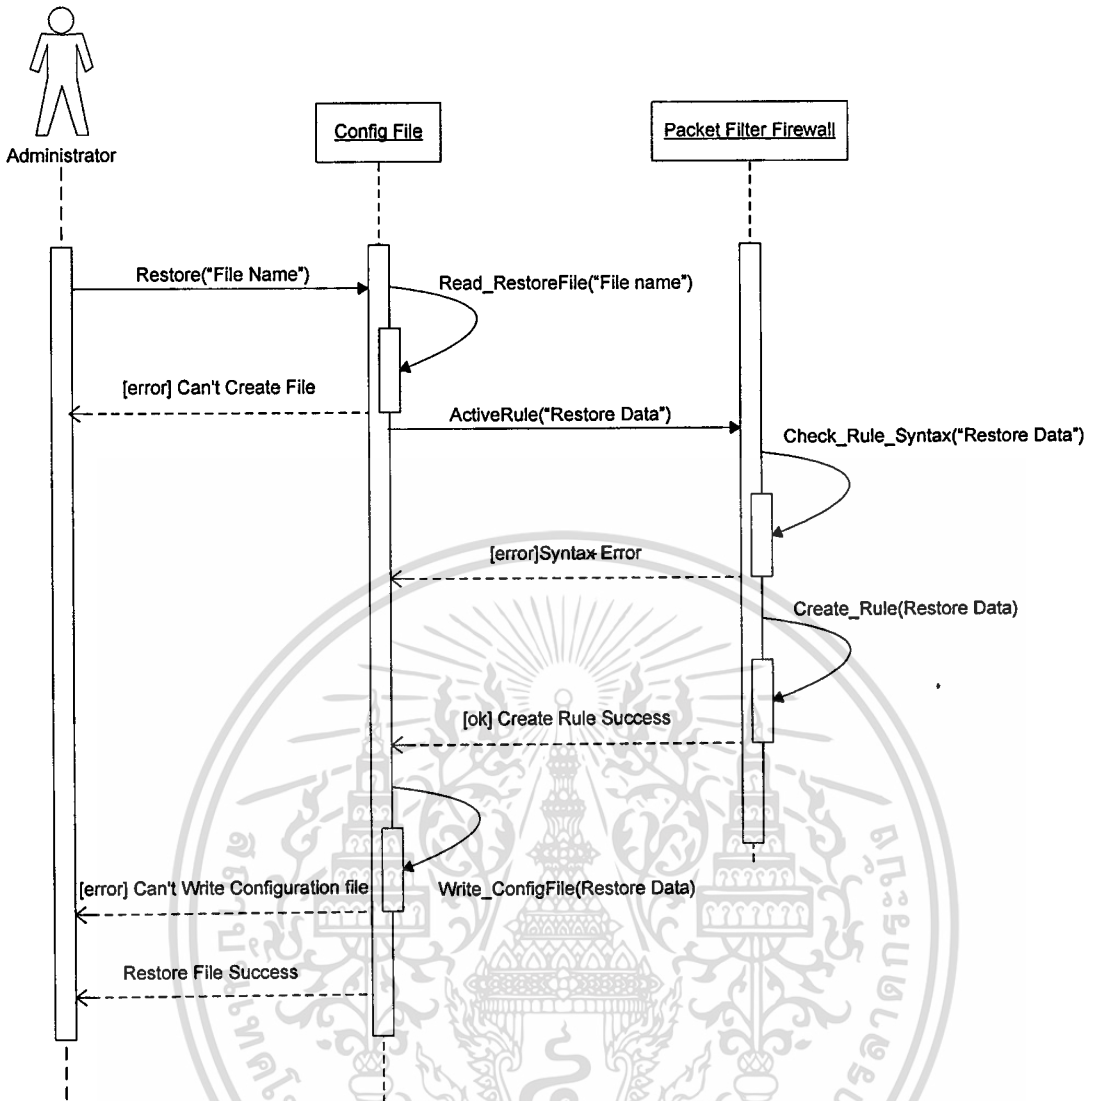 Administrator
Config File
Packet Filter Firewall
Restore("File Name")
Read_RestoreFile("File name")
[error] Can't Create File
ActiveRule("Restore Data")
Check_Rule_Syntax("Restore Data")
[error]Syntax Error
Create_Rule(Restore Data)
[ok] Create Rule Success
[error] Can't Write Configuration file
Write_ConfigFile(Restore Data)
Restore File Success